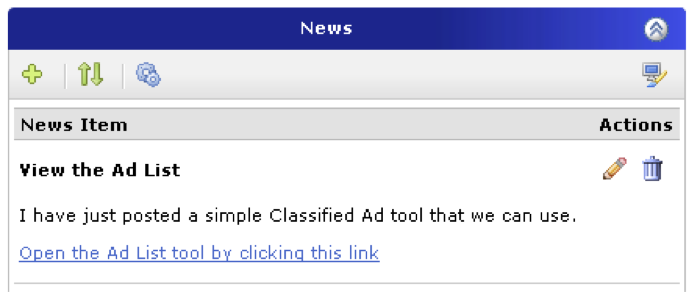 News
News Item Actions
View the Ad List
I have just posted a simple Classified Ad tool that we can use.
Open the Ad List tool by clicking this link